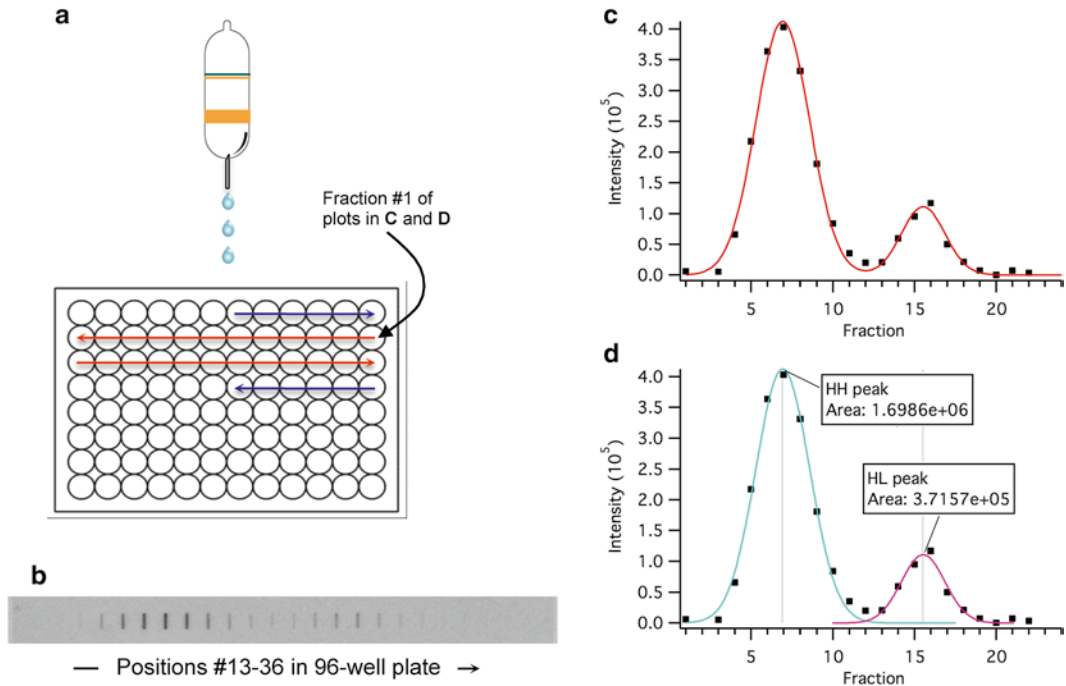 a
Fraction #1 of
plots in C and D
b
— Positions #13-36 in 96-well plate →
c
Intensity (10^5)
4.0
3.5
3.0
2.5
2.0
1.5
1.0
0.5
0.0
5
10
15
20
Fraction
d
Intensity (10^5)
4.0
3.5
3.0
2.5
2.0
1.5
1.0
0.5
0.0
HH peak
Area: 1.6986e+06
HL peak
Area: 3.7157e+05
5
10
15
20
Fraction